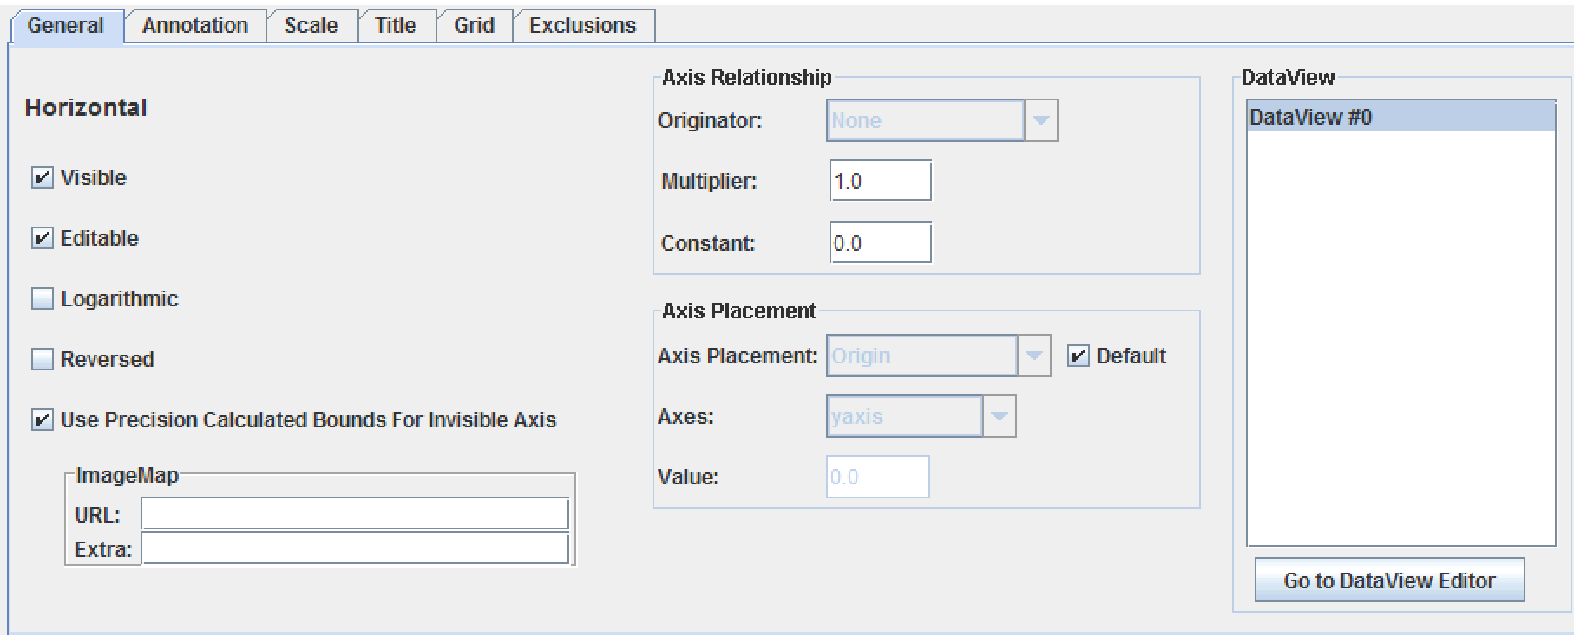 General Annotation Scale Title Grid Exclusions
Horizontal
Visible
Editable
Logarithmic
Reversed
Use Precision Calculated Bounds For Invisible Axis
ImageMap
URL:
Extra:
Axis Relationship
Originator: None
Multiplier: 1.0
Constant: 0.0
Axis Placement
Axis Placement: Origin Default
Axes: yaxis
Value: 0.0
DataView
DataView #0
Go to DataView Editor